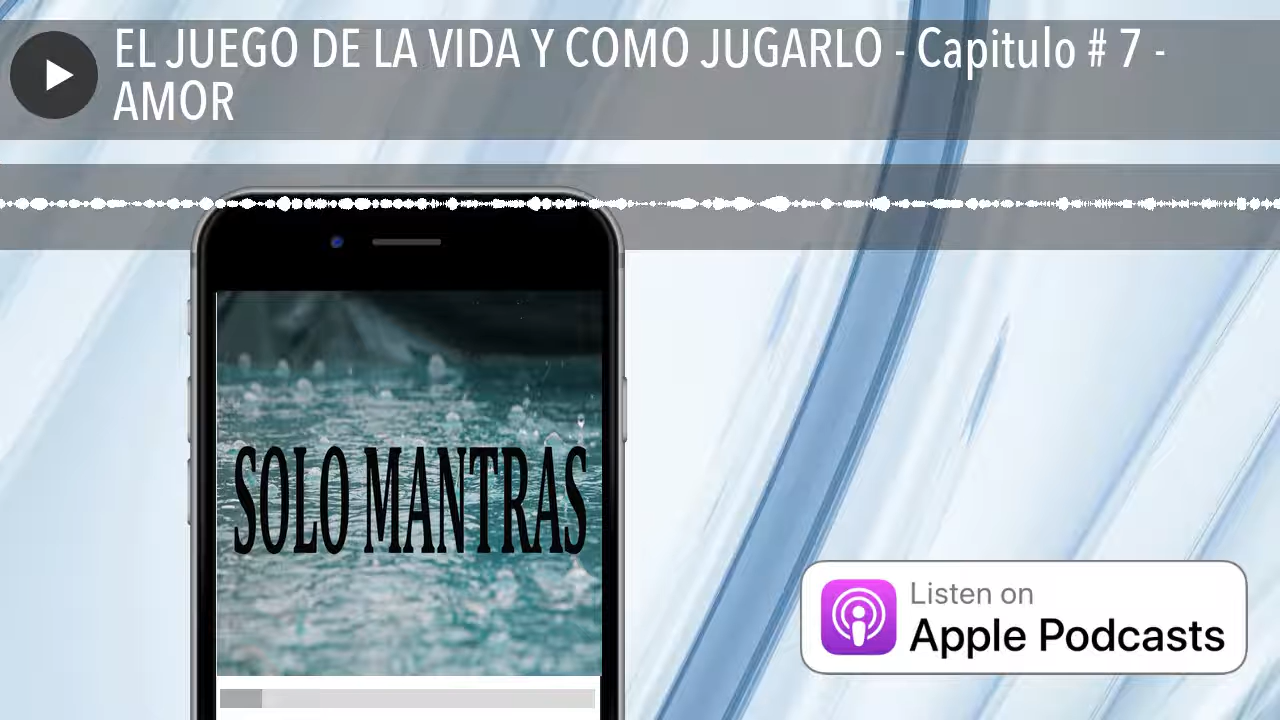 EL JUEGO DE LA VIDA Y COMO JUGARLO - Capitulo # 7 -
AMOR
SOLO MANTRAS
Listen on
Apple Podcasts